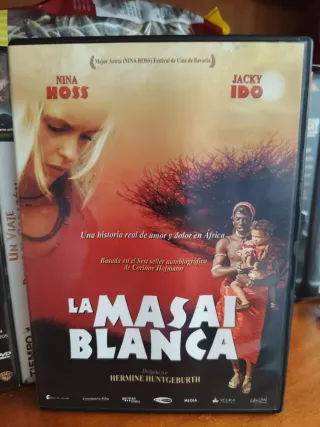 Mejor Actriz (NINA HOSS) Festival de Cine de Baviera
NINA
HOSS
JACKY
IDO
Una historia real de amor y dolor en África
Basada en el best seller autobiográfico
de Corinne Hofmann
LA MASAI
BLANCA
Dirigida por
HERMINE HUNTGEBURTH
MEDIA
UN VIAJE
TIEMPO
DVD